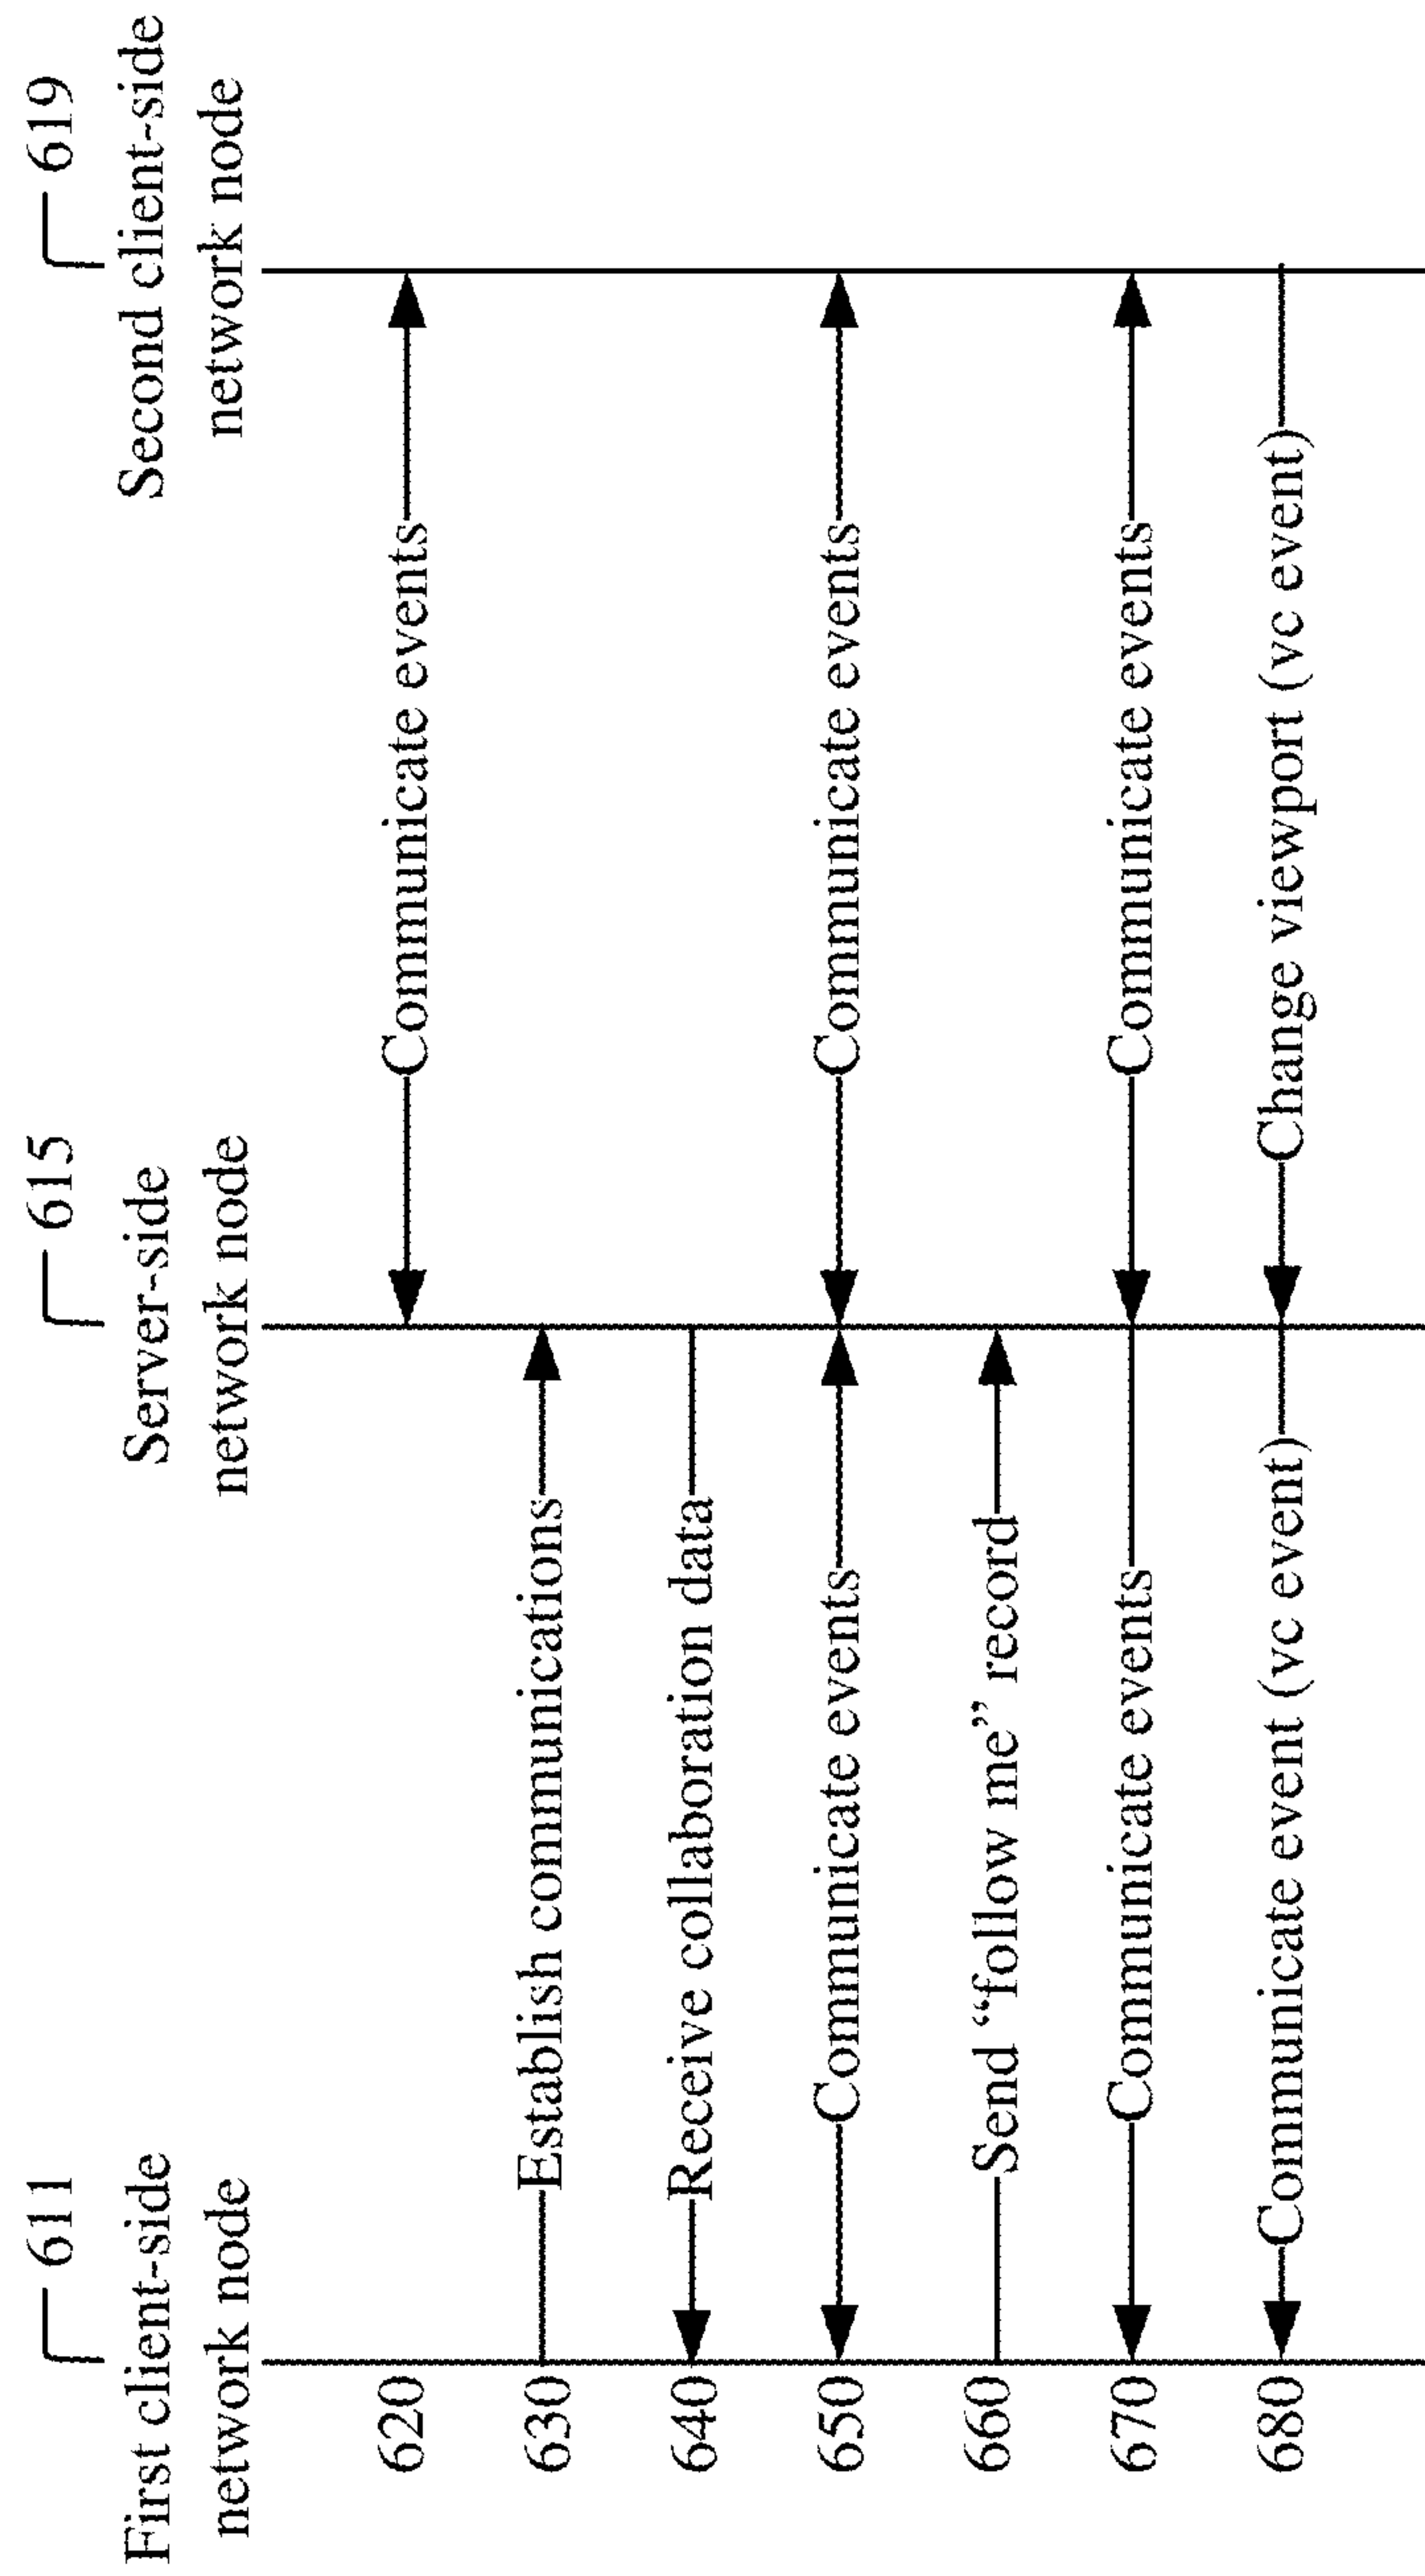 611
First client-side
network node
615
Server-side
network node
619
Second client-side
network node
620
Communicate events
630
Establish communications
640
Receive collaboration data
650
Communicate events
Communicate events
660
Send “follow me” record
670
Communicate events
Communicate events
680
Communicate event (vc event)
Change viewport (vc event)